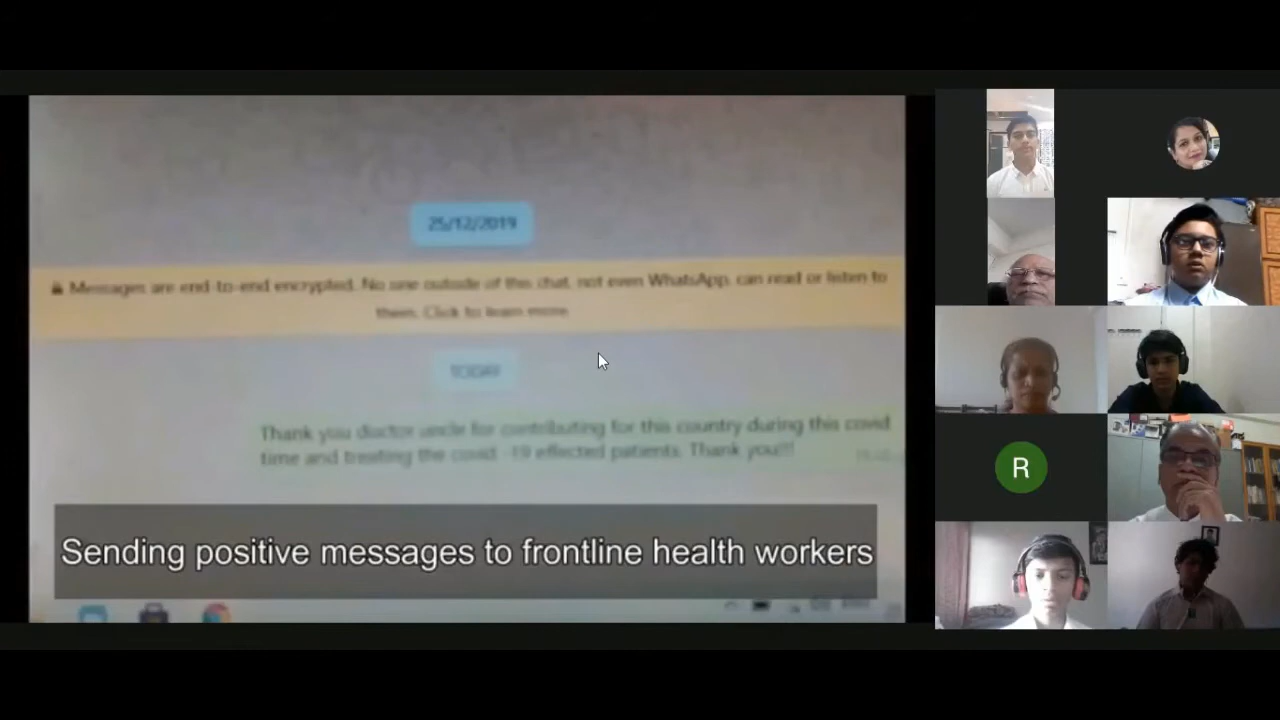 25/12/2019
Messages are end-to-end encrypted. No one outside of this chat, not even WhatsApp, can read or listen to
them. Click to learn more
TODAY
Thank you doctor uncle for contributing for this country during this covid
time and treating the covid -19 effected patients. Thank you!!!
Sending positive messages to frontline health workers
R